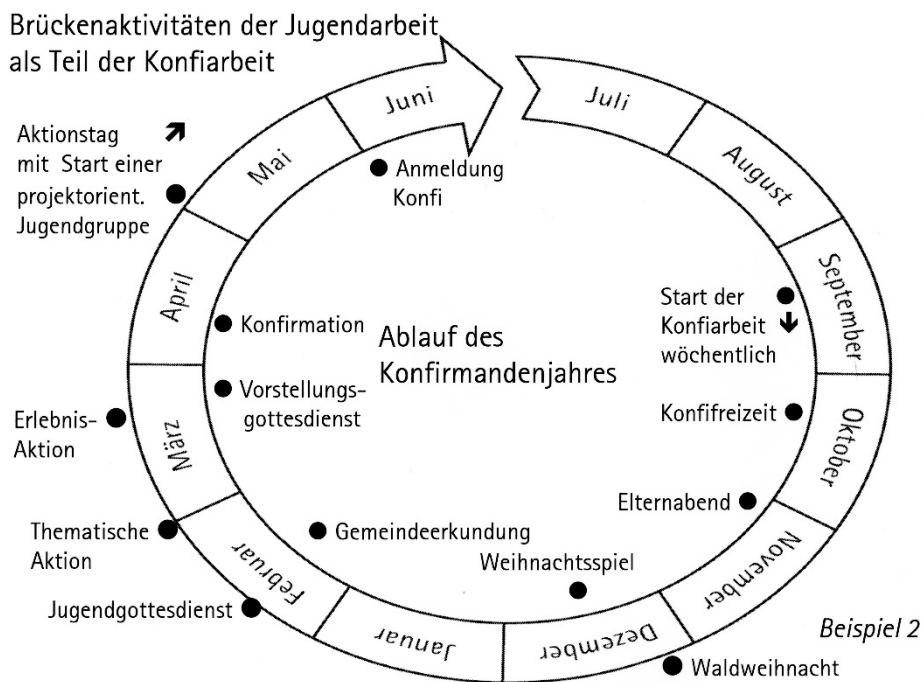 Brückenaktivitäten der Jugendarbeit
als Teil der Konfiarbeit
Juni
Juli
August
September
Oktober
November
Dezember
Januar
Februar
März
April
Mai
Aktionstag
mit Start einer
projektorient.
Jugendgruppe
Anmeldung
Konfi
Start der
Konfiarbeit
wöchentlich
Konfirmation
Ablauf des
Konfirmandenjahres
Vorstellungs-
gottesdienst
Konfifreizeit
Erlebnis-
Aktion
Elternabend
Thematische
Aktion
Gemeindeerkundung
Weihnachtsspiel
Jugendgottesdienst
Beispiel 2
Waldweihnacht